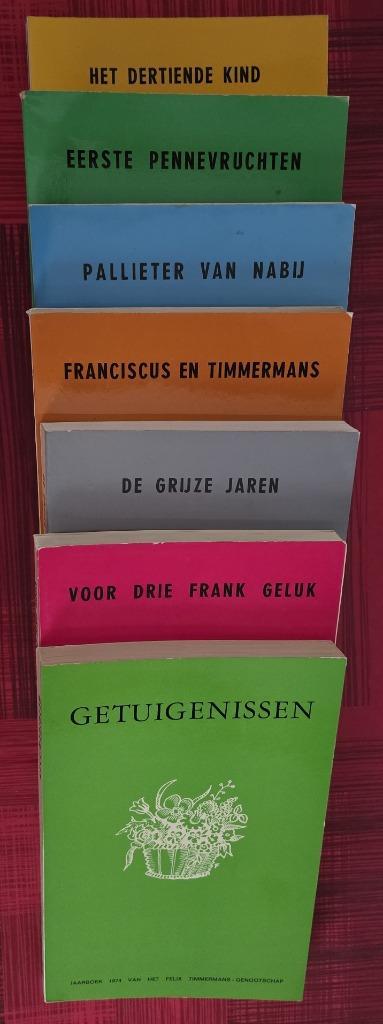 HET DERTIENDE KIND
EERSTE PENNEVRUCHTEN
PALLIETER VAN NABIJ
FRANCISCUS EN TIMMERMANS
DE GRIJZE JAREN
VOOR DRIE FRANK GELUK
GETUIGENISSEN
JAARBOEK 1974 VAN HET FELIX TIMMERMANS-GENOOTSCHAP